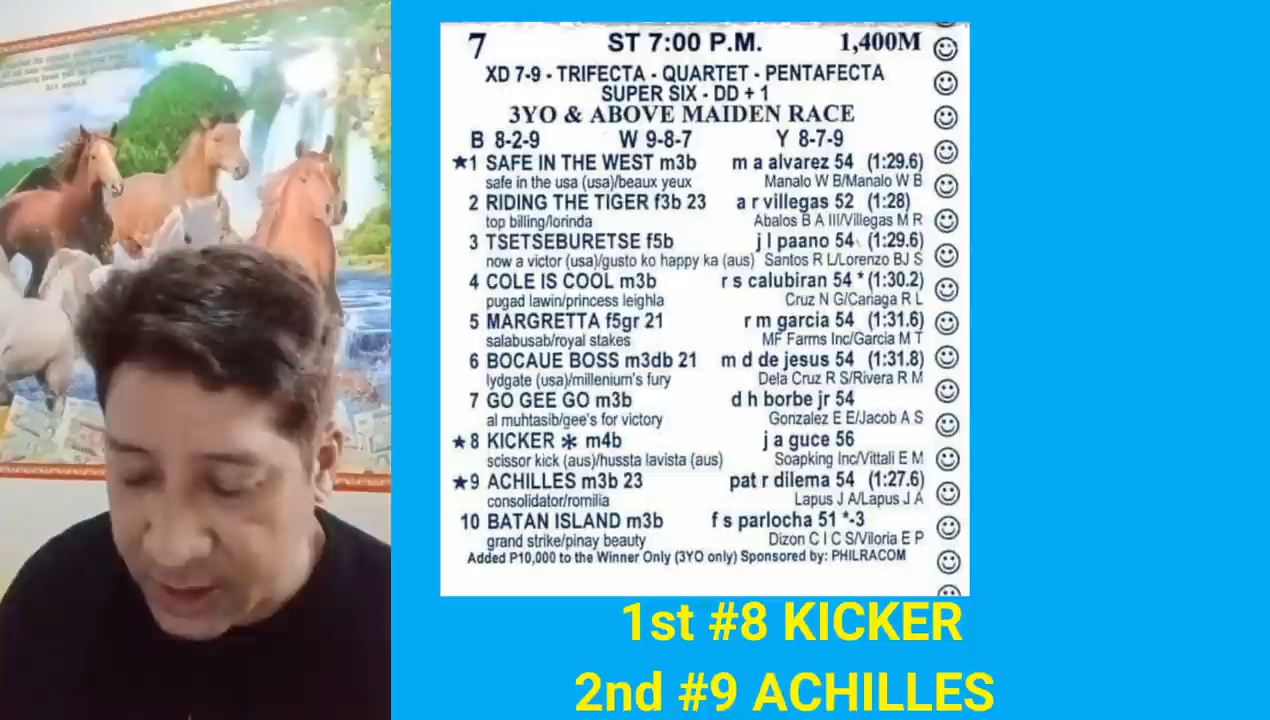 7 ST 7:00 P.M. 1,400M
XD 7-9 - TRIFECTA - QUARTET - PENTAFECTA
SUPER SIX - DD + 1
3YO & ABOVE MAIDEN RACE
B 8-2-9 W 9-8-7 Y 8-7-9
★1 SAFE IN THE WEST m3b m a alvarez 54 (1:29.6)
safe in the usa (usa)/beaux yeux Manalo W B/Manalo W B
2 RIDING THE TIGER f3b 23 a r villegas 52 (1:28)
top billing/lorinda Abalos B A III/Villegas M R
3 TSETSEBURETSE f5b j l paano 54 (1:29.6)
now a victor (usa)/gusto ko happy ka (aus) Santos R L/Lorenzo BJ S
4 COLE IS COOL m3b r s calubiran 54 * (1:30.2)
pugad lawin/princess leighla Cruz N G/Cariaga R L
5 MARGRETTA f5gr 21 r m garcia 54 (1:31.6)
salabusab/royal stakes MF Farms Inc/Garcia M T
6 BOCAUE BOSS m3db 21 m d de jesus 54 (1:31.8)
lydgate (usa)/millenium's fury Dela Cruz R S/Rivera R M
7 GO GEE GO m3b d h borbe jr 54
al muhtasib/gee's for victory Gonzalez E E/Jacob A S
★8 KICKER * m4b j a guce 56
scissor kick (aus)/hussta lavista (aus) Soapking Inc/Vittali E M
★9 ACHILLES m3b 23 pat r dilema 54 (1:27.6)
consolidator/romilia Lapus J A/Lapus J A
10 BATAN ISLAND m3b f s parlocha 51 *-3
grand strike/pinay beauty Dizon C I C S/Viloria E P
Added P10,000 to the Winner Only (3YO only) Sponsored by: PHILRACOM
1st #8 KICKER
2nd #9 ACHILLES